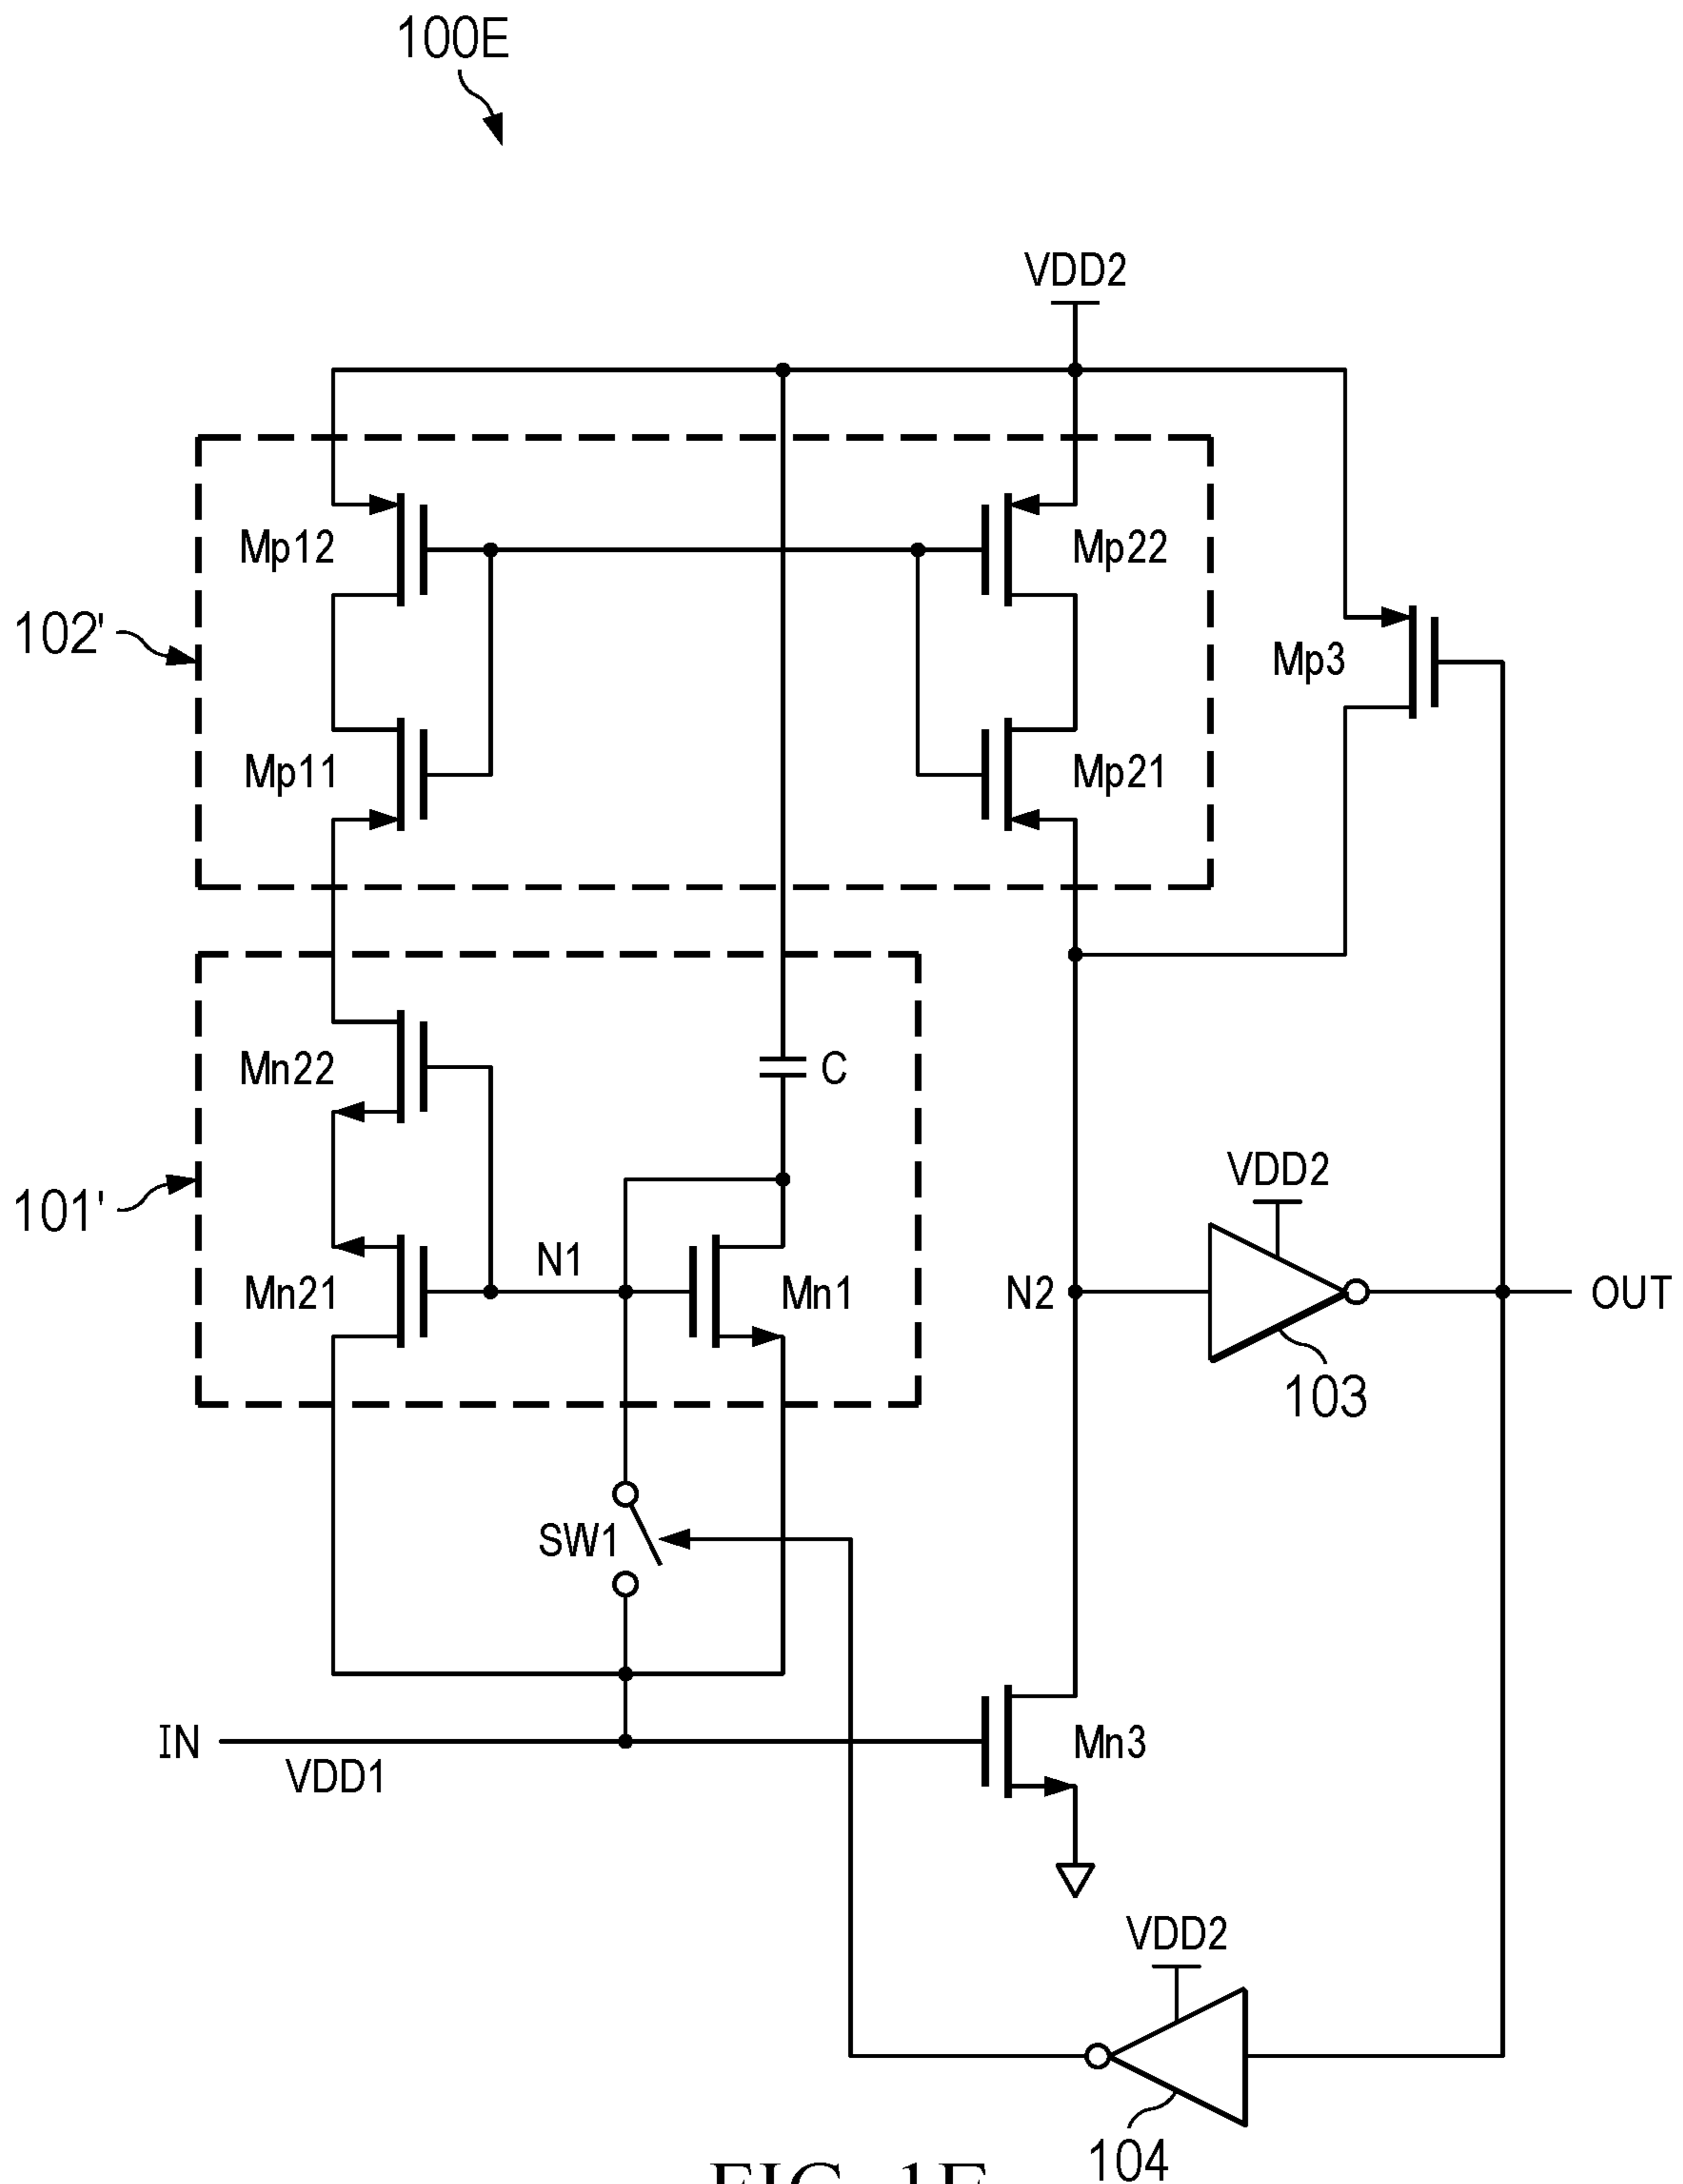 100E
VDD2
Mp12
Mp22
102'
Mp3
Mp11
Mp21
Mn22
C
VDD2
101'
N1
Mn21
Mn1
N2
OUT
103
SW1
IN
Mn3
VDD1
VDD2
104